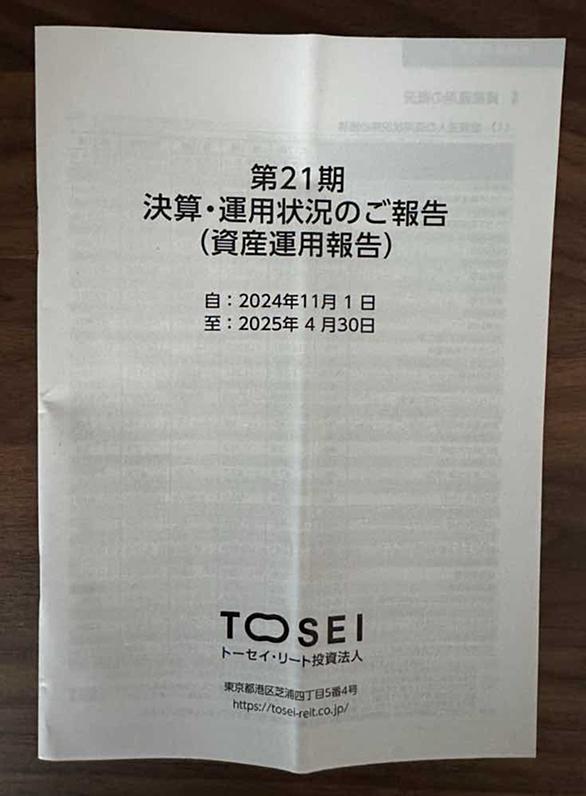 第21期
決算・運用状況のご報告
（資産運用報告）
自：2024年11月 1 日
至：2025年 4 月30日
TOSEI
トーセイ・リート投資法人
東京都港区芝浦四丁目5番4号
https://tosei-reit.co.jp/